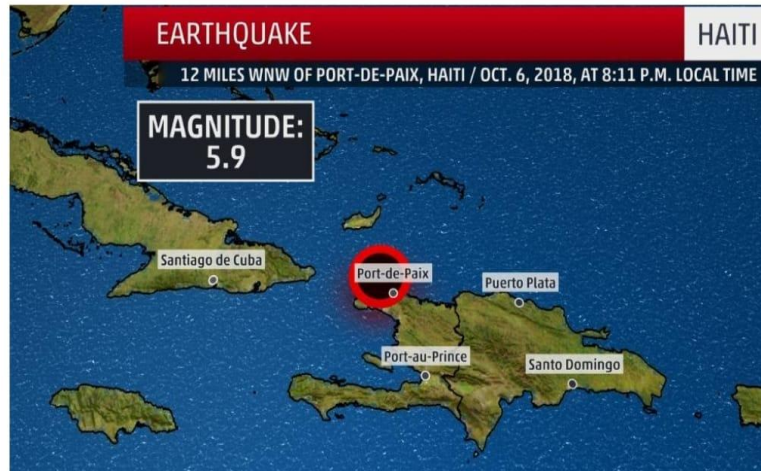 EARTHQUAKE
HAITI
12 MILES WNW OF PORT-DE-PAIX, HAITI / OCT. 6, 2018, AT 8:11 P.M. LOCAL TIME
MAGNITUDE:
5.9
Santiago de Cuba
Port-de-Paix
Puerto Plata
Port-au-Prince
Santo Domingo